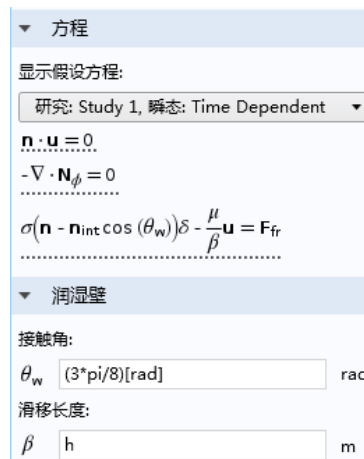 方程
显示假设方程:
研究: Study 1, 瞬态: Time Dependent
n · u = 0
-∇ · N_ϕ = 0
σ(n - n_int cos (θ_w))δ - μ/β u = F_fr
润湿壁
接触角:
θ_w (3*pi/8)[rad] rad
滑移长度:
β h m